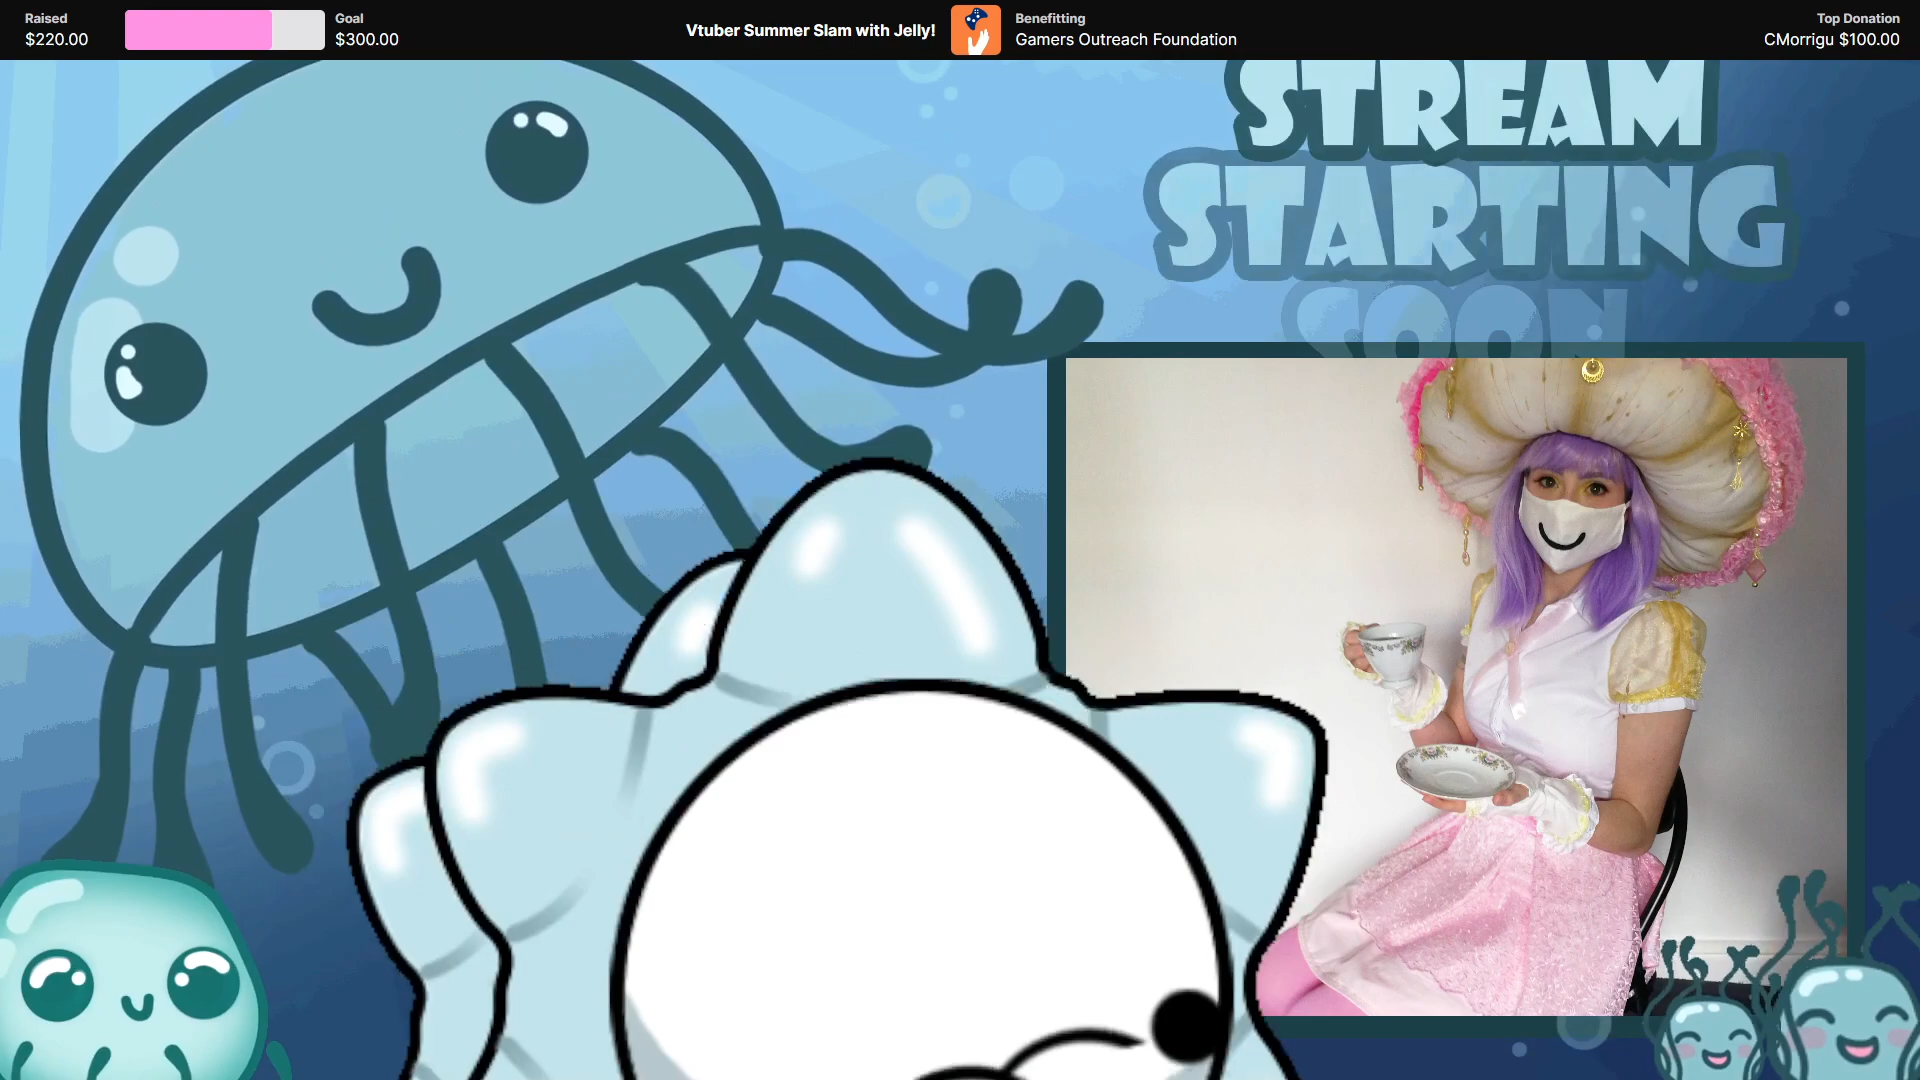 Raised
$220.00
Goal
$300.00
Vtuber Summer Slam with Jelly!
Benefitting
Gamers Outreach Foundation
Top Donation
CMorrigu $100.00
STREAM
STARTING
SOON